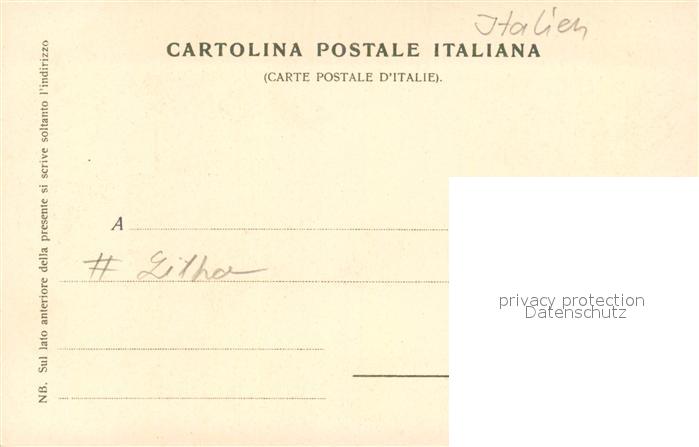 Italien
CARTOLINA POSTALE ITALIANA
(CARTE POSTALE D'ITALIE).
NB. Sul lato anteriore della presente si scrive soltanto l'indirizzo
A
# Zither
privacy protection
Datenschutz